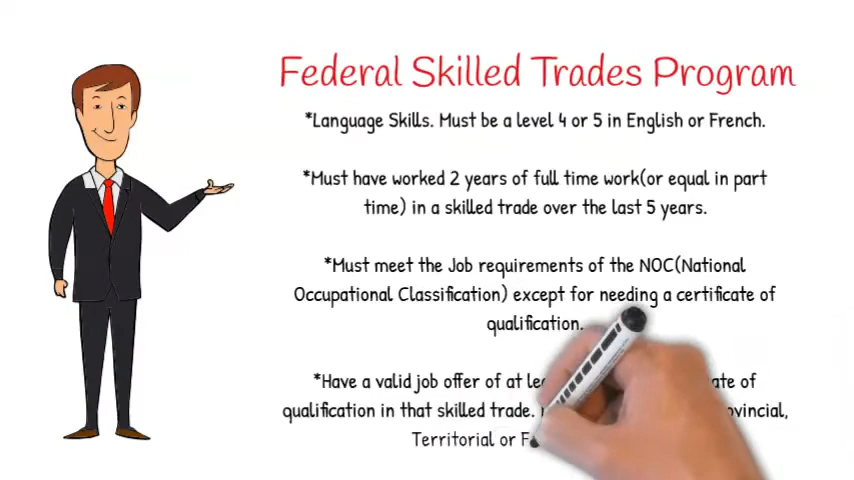 Federal Skilled Trades Program
*Language Skills. Must be a level 4 or 5 in English or French.
*Must have worked 2 years of full time work(or equal in part
time) in a skilled trade over the last 5 years.
*Must meet the Job requirements of the NOC(National
Occupational Classification) except for needing a certificate of
qualification.
*Have a valid job offer of at of
qualification in that skilled trade.
Territorial or